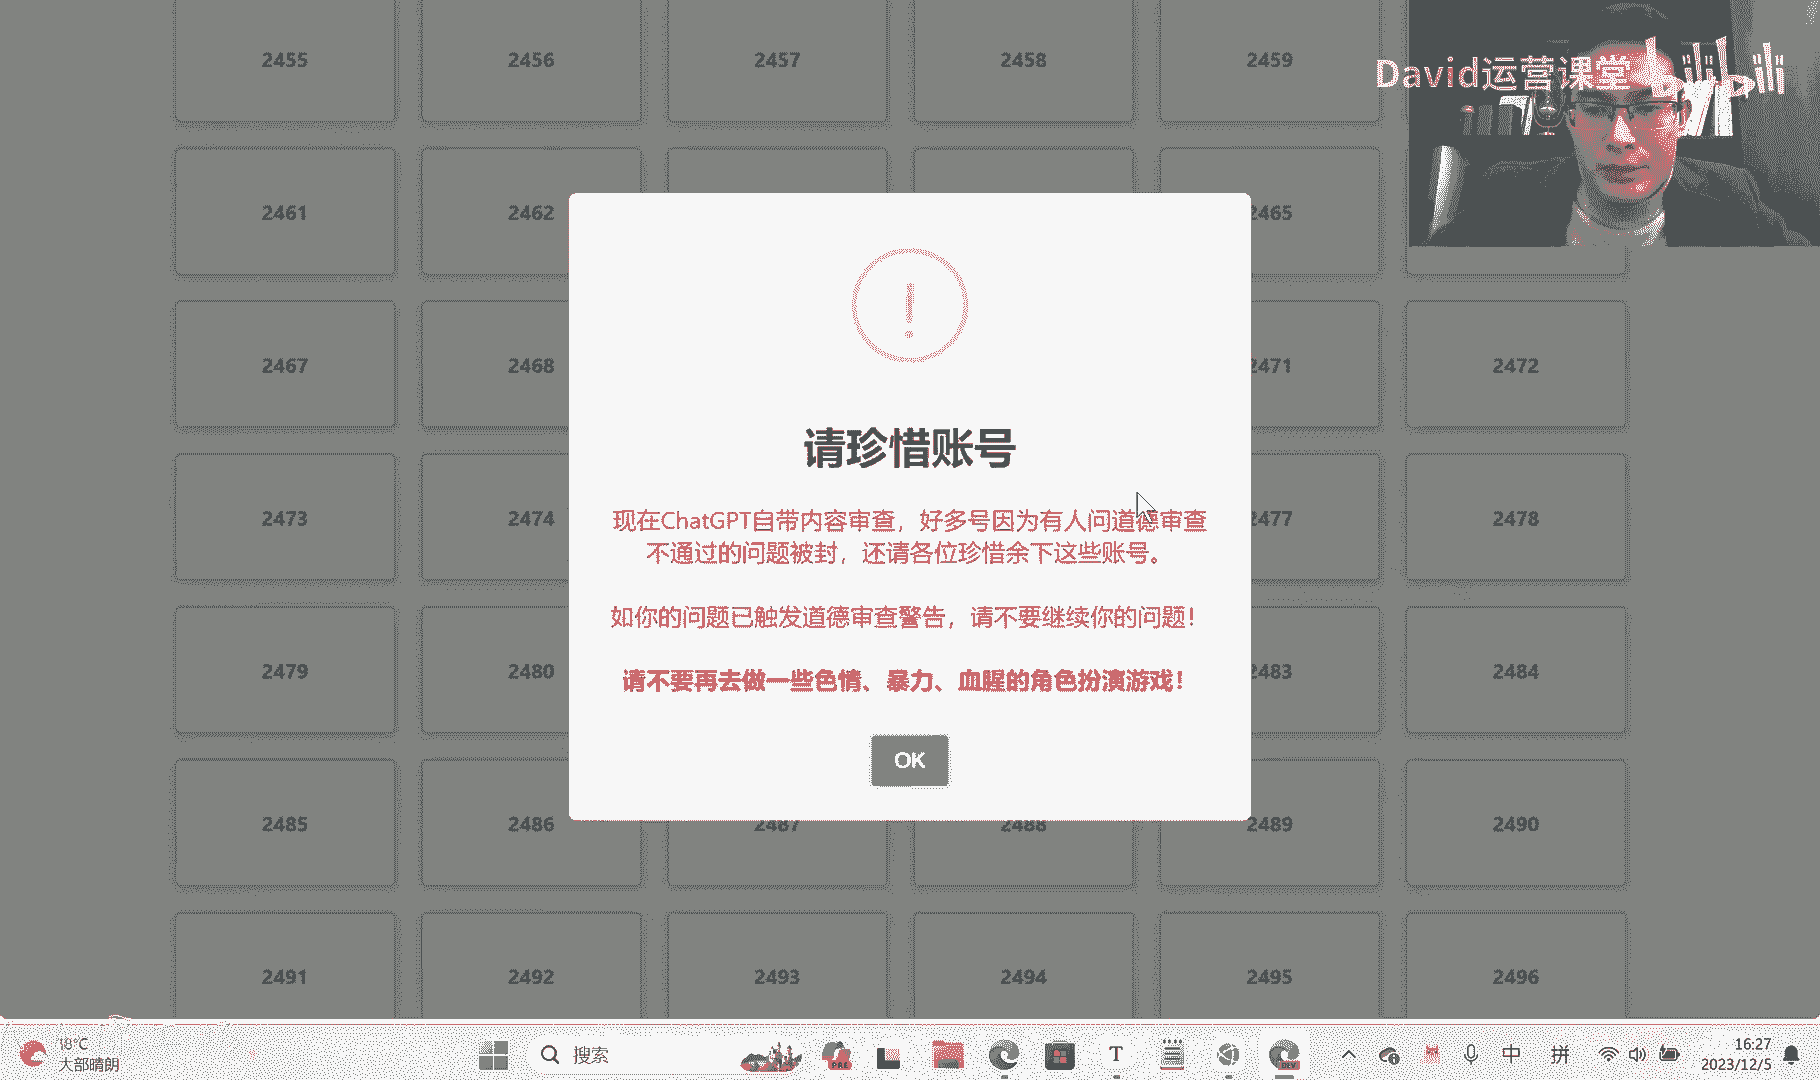 2455 2456 2457 2458 2459
David运营课堂 bilibili
2461 2462 2465
2467 2468 2471 2472
2473 2474 2477 2478
2479 2480 2483 2484
2485 2486 2487 2488 2489 2490
2491 2492 2493 2494 2495 2496
!
请珍惜账号
现在ChatGPT自带内容审查，好多号因为有人问道德审查
不通过的问题被封，还请各位珍惜余下这些账号。
如你的问题已触发道德审查警告，请不要继续你的问题！
请不要再去做一些色情、暴力、血腥的角色扮演游戏！
OK
18°C
大部晴朗
搜索
PRE
T
DEV
中
拼
16:27
2023/12/5